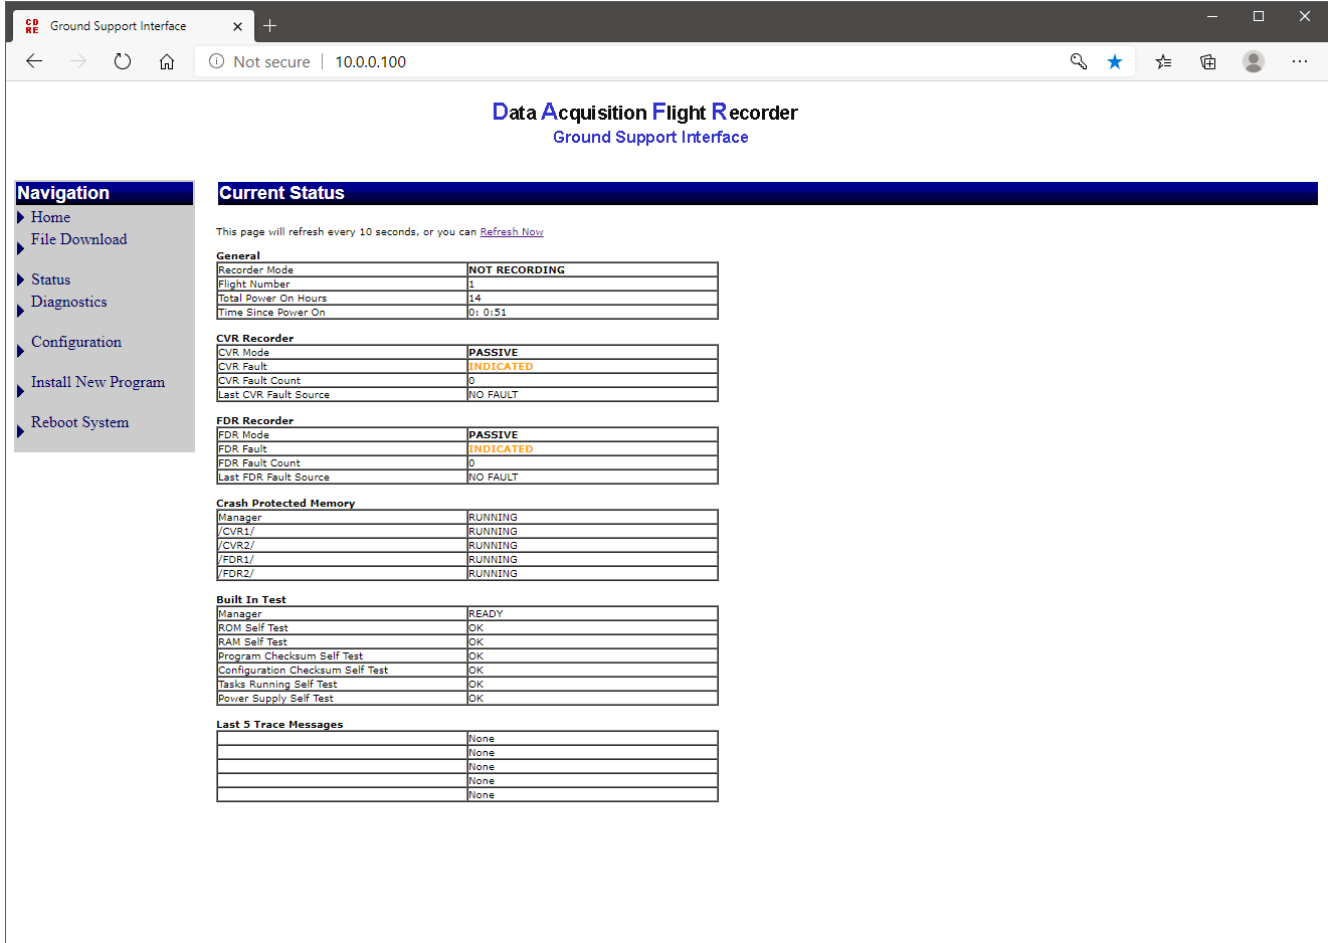 CD RE Ground Support Interface
Not secure | 10.0.0.100
Data Acquisition Flight Recorder
Ground Support Interface
Navigation
Home
File Download
Status
Diagnostics
Configuration
Install New Program
Reboot System
Current Status
This page will refresh every 10 seconds, or you can Refresh Now
General
Recorder Mode NOT RECORDING
Flight Number 1
Total Power On Hours 14
Time Since Power On 0: 0:51
CVR Recorder
CVR Mode PASSIVE
CVR Fault INDICATED
CVR Fault Count 0
Last CVR Fault Source NO FAULT
FDR Recorder
FDR Mode PASSIVE
FDR Fault INDICATED
FDR Fault Count 0
Last FDR Fault Source NO FAULT
Crash Protected Memory
Manager RUNNING
/CVR1/ RUNNING
/CVR2/ RUNNING
/FDR1/ RUNNING
/FDR2/ RUNNING
Built In Test
Manager READY
ROM Self Test OK
RAM Self Test OK
Program Checksum Self Test OK
Configuration Checksum Self Test OK
Tasks Running Self Test OK
Power Supply Self Test OK
Last 5 Trace Messages
None
None
None
None
None